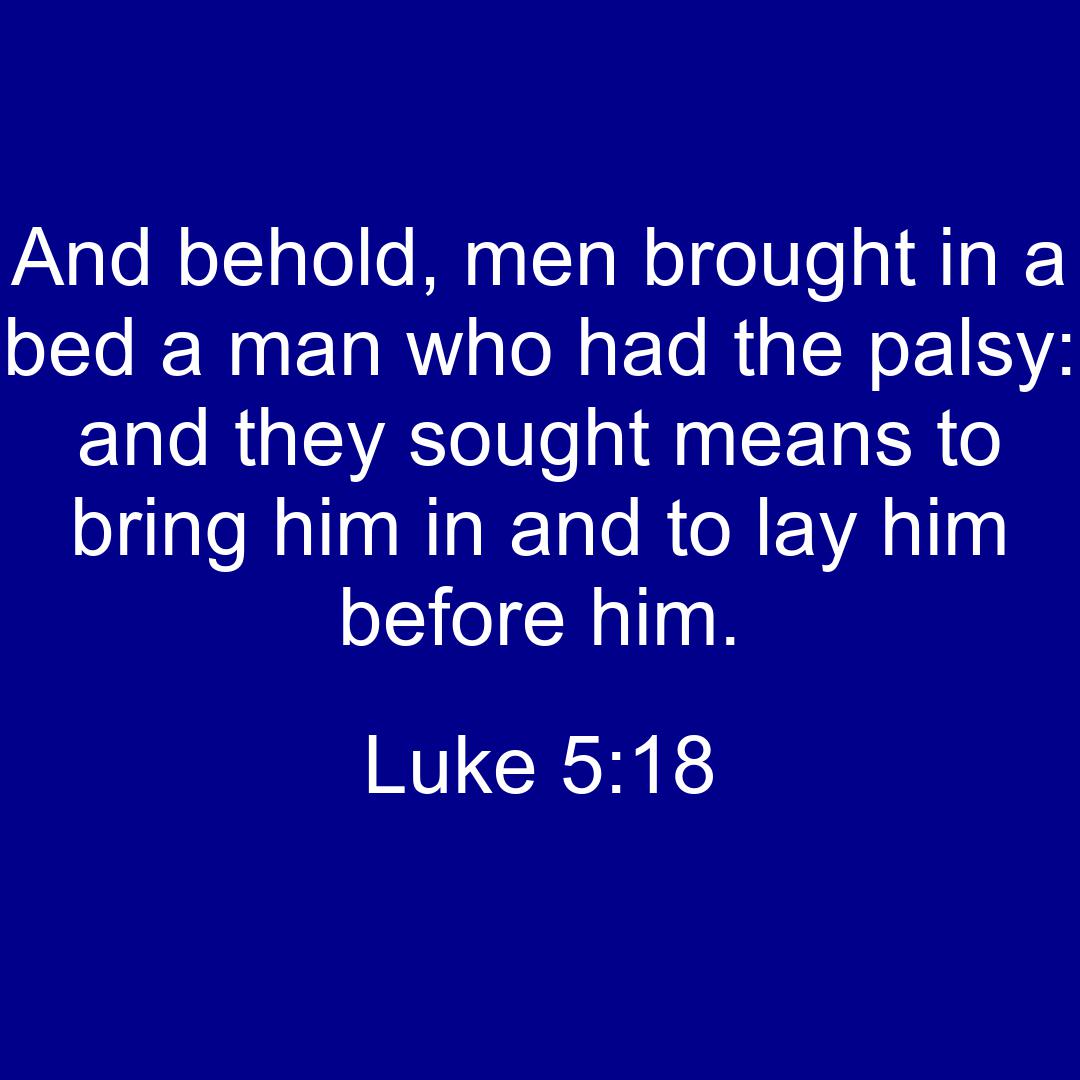 And behold, men brought in a
bed a man who had the palsy:
and they sought means to
bring him in and to lay him
before him.
Luke 5:18